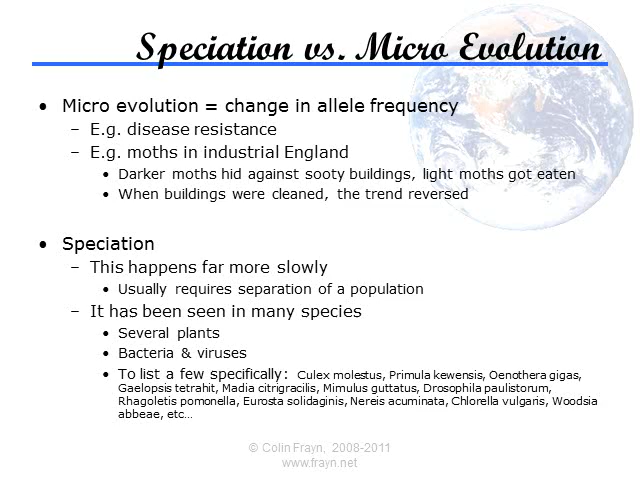 Speciation vs. Micro Evolution
• Micro evolution = change in allele frequency
– E.g. disease resistance
– E.g. moths in industrial England
• Darker moths hid against sooty buildings, light moths got eaten
• When buildings were cleaned, the trend reversed
• Speciation
– This happens far more slowly
• Usually requires separation of a population
– It has been seen in many species
• Several plants
• Bacteria & viruses
• To list a few specifically: Culex molestus, Primula kewensis, Oenothera gigas,
Gaelopsis tetrahit, Madia citrigracilis, Mimulus guttatus, Drosophila paulistorum,
Rhagoletis pomonella, Eurosta solidaginis, Nereis acuminata, Chlorella vulgaris, Woodsia
abbeae, etc…
© Colin Frayn, 2008-2011
www.frayn.net